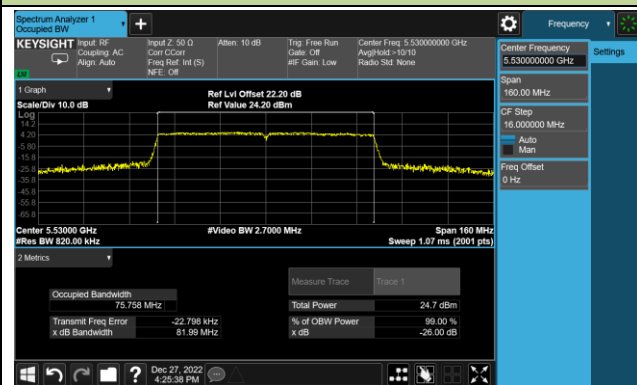 Spectrum Analyzer 1
Occupied BW
Frequency
KEYSIGHT
Input: RF
Coupling: AC
Align: Auto
Input Z: 50 Ω
Corr CCorr
Freq Ref: Int (S)
NFE: Off
Atten: 10 dB
Trig: Free Run
Gate: Off
#IF Gain: Low
Center Freq: 5.530000000 GHz
Avg|Hold:>10/10
Radio Std: None
Center Frequency
5.530000000 GHz
Settings
Span
160.00 MHz
CF Step
16.000000 MHz
Auto
Man
Freq Offset
0 Hz
1 Graph
Scale/Div 10.0 dB
Ref Lvl Offset 22.20 dB
Ref Value 24.20 dBm
Log
14.2
4.20
-5.80
-15.8
-25.8
-35.8
-45.8
-55.8
-65.8
Center 5.53000 GHz
#Res BW 820.00 kHz
#Video BW 2.7000 MHz
Span 160 MHz
Sweep 1.07 ms (2001 pts)
2 Metrics
Measure Trace
Trace 1
Occupied Bandwidth
75.758 MHz
Total Power
24.7 dBm
Transmit Freq Error
-22.798 kHz
% of OBW Power
99.00 %
x dB Bandwidth
81.99 MHz
x dB
-26.00 dB
?
Dec 27, 2022
4:25:38 PM